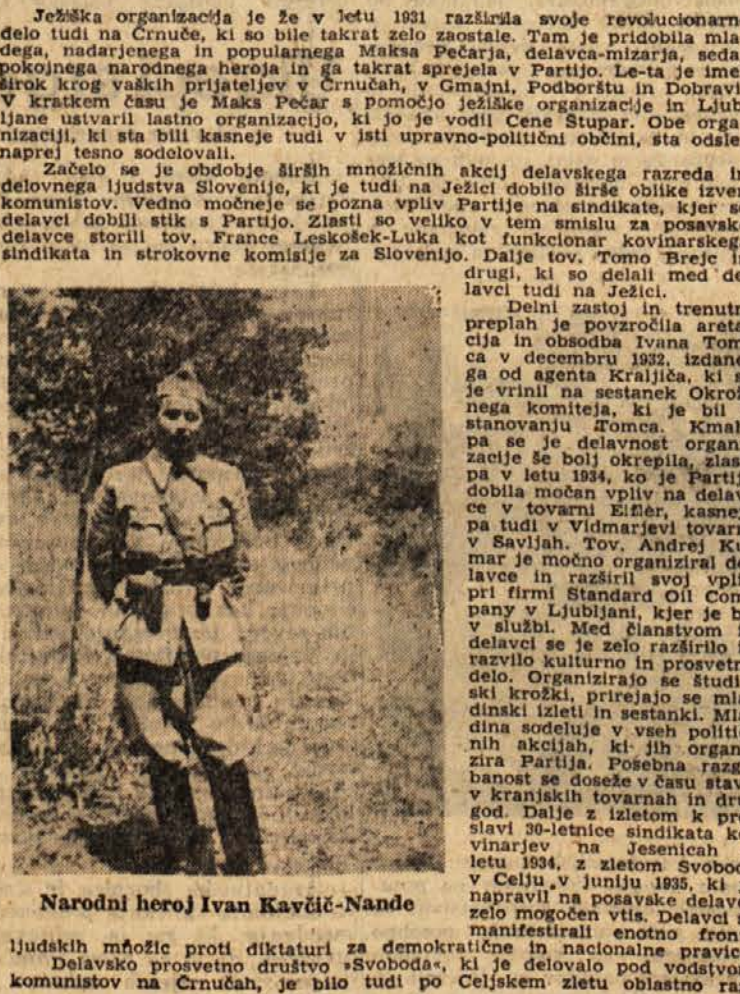 Ježiška organizacija je že v letu 1931 razširila svoje revolucionarn
delo tudi na Črnuče, ki so bile takrat zelo zaostale. Tam je pridobila mla
dega, nadarjenega in popularnega Maksa Pečarja, delavca-mizarja, seda
pokojnega narodnega heroja in ga takrat sprejela v Partijo. Le-ta je ime
širok krog vaških prijateljev v Črnučah, v Gmajni, Podborštu in Dobravi
V kratkem času je Maks Pečar s pomočjo ježiške organizacije in Ljub
ljane ustvaril lastno organizacijo, ki jo je vodil Cene Štupar. Obe orga
nizaciji, ki sta bili kasneje tudi v isti upravno-politični občini, sta odsle
naprej tesno sodelovali.
Začelo se je obdobje širših množičnih akcij delavskega razreda in
delovnega ljudstva Slovenije, ki je tudi na Ježici dobilo širše oblike izven
komunistov. Vedno močneje se pozna vpliv Partije na sindikate, kjer so
delavci dobili stik s Partijo. Zlasti so veliko v tem smislu za posavske
delavce storili tov. France Leskošek-Luka kot funkcionar kovinarskeg
sindikata in strokovne komisije za Slovenijo. Dalje tov. Tomo Brejc in
drugi, ki so delali med de
lavci tudi na Ježici.
Delni zastoj in trenutn
preplah je povzročila areta
cija in obsodba Ivana Tom
ca v decembru 1932, izdane
ga od agenta Kraljiča, ki s
je vrinil na sestanek Okrož
nega komiteja, ki je bil
stanovanju Tomca. Kmal
pa se je delavnost organi
zacije še bolj okrepila, zlas
pa v letu 1934, ko je Partij
dobila močan vpliv na delav
ce v tovarni Eifler, kasnej
pa tudi v Vidmarjevi tovarn
v Savljah. Tov. Andrej Ku
mar je močno organiziral de
lavce in razširil svoj vpli
pri firmi Standard Oil Com
pany v Ljubljani, kjer je b
v službi. Med članstvom i
delavci se je zelo razširilo i
razvilo kulturno in prosvetn
delo. Organizirajo se študij
ski krožki, prirejajo se mla
dinski izleti in sestanki. Mla
dina sodeluje v vseh politi
nih akcijah, ki jih organi
zira Partija. Posebna razg
banost se doseže v času stav
v kranjskih tovarnah in dru
god. Dalje z izletom k pro
slavi 30-letnice sindikata ko
vinarjev na Jesenicah
letu 1934, z zletom Svobod
v Celju v juniju 1935, ki j
napravil na posavske delavc
zelo mogočen vtis. Delavci s
manifestirali enotno front
Narodni heroj Ivan Kavčič-Nande
ljudskih množic proti diktaturi za demokratične in nacionalne pravic
Delavsko prosvetno društvo »Svoboda«, ki je delovalo pod vodstvom
komunistov na Črnučah, je bilo tudi po Celjskem zletu oblastno raz